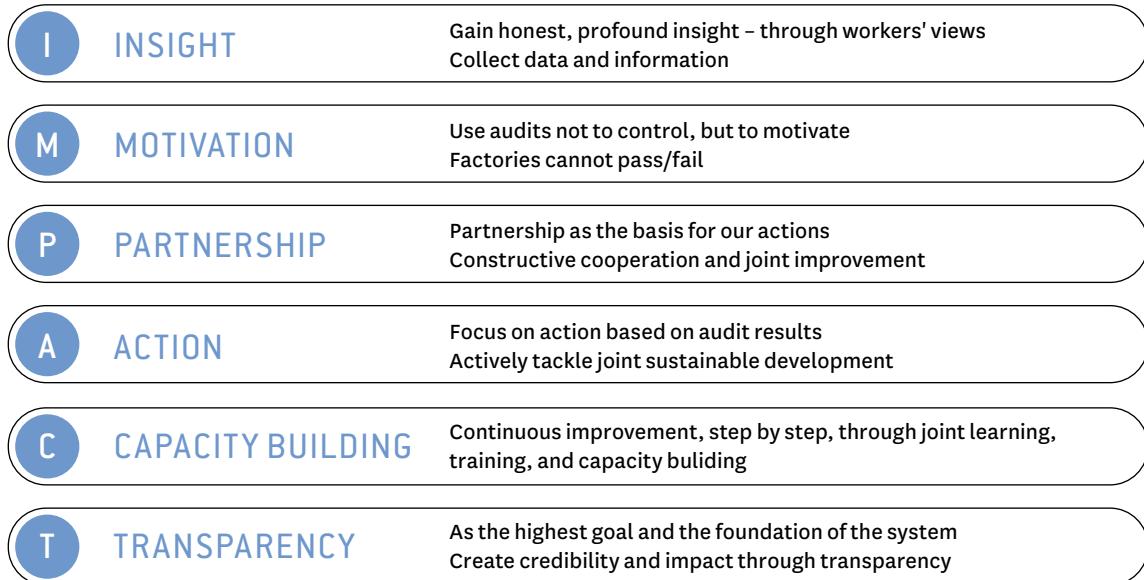 I INSIGHT
Gain honest, profound insight – through workers' views
Collect data and information
M MOTIVATION
Use audits not to control, but to motivate
Factories cannot pass/fail
P PARTNERSHIP
Partnership as the basis for our actions
Constructive cooperation and joint improvement
A ACTION
Focus on action based on audit results
Actively tackle joint sustainable development
C CAPACITY BUILDING
Continuous improvement, step by step, through joint learning,
training, and capacity buliding
T TRANSPARENCY
As the highest goal and the foundation of the system
Create credibility and impact through transparency